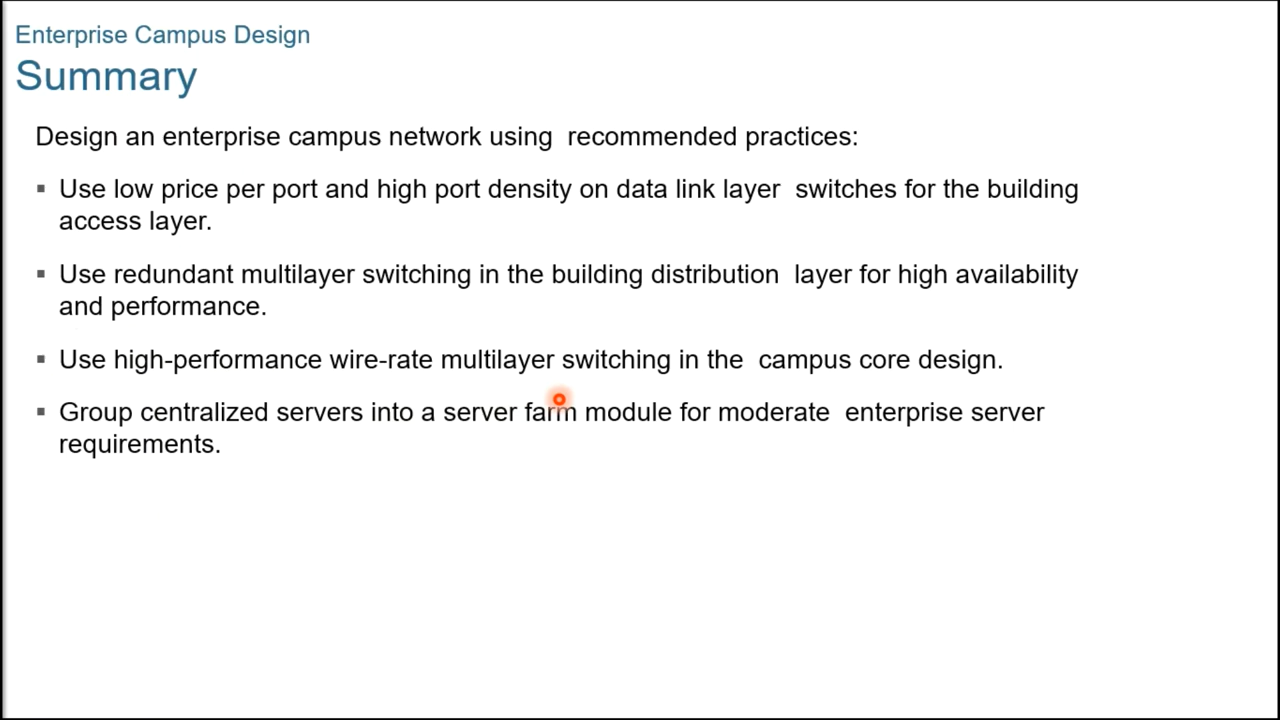 Enterprise Campus Design
Summary
Design an enterprise campus network using recommended practices:
▪ Use low price per port and high port density on data link layer switches for the building
access layer.
▪ Use redundant multilayer switching in the building distribution layer for high availability
and performance.
▪ Use high-performance wire-rate multilayer switching in the campus core design.
▪ Group centralized servers into a server farm module for moderate enterprise server
requirements.